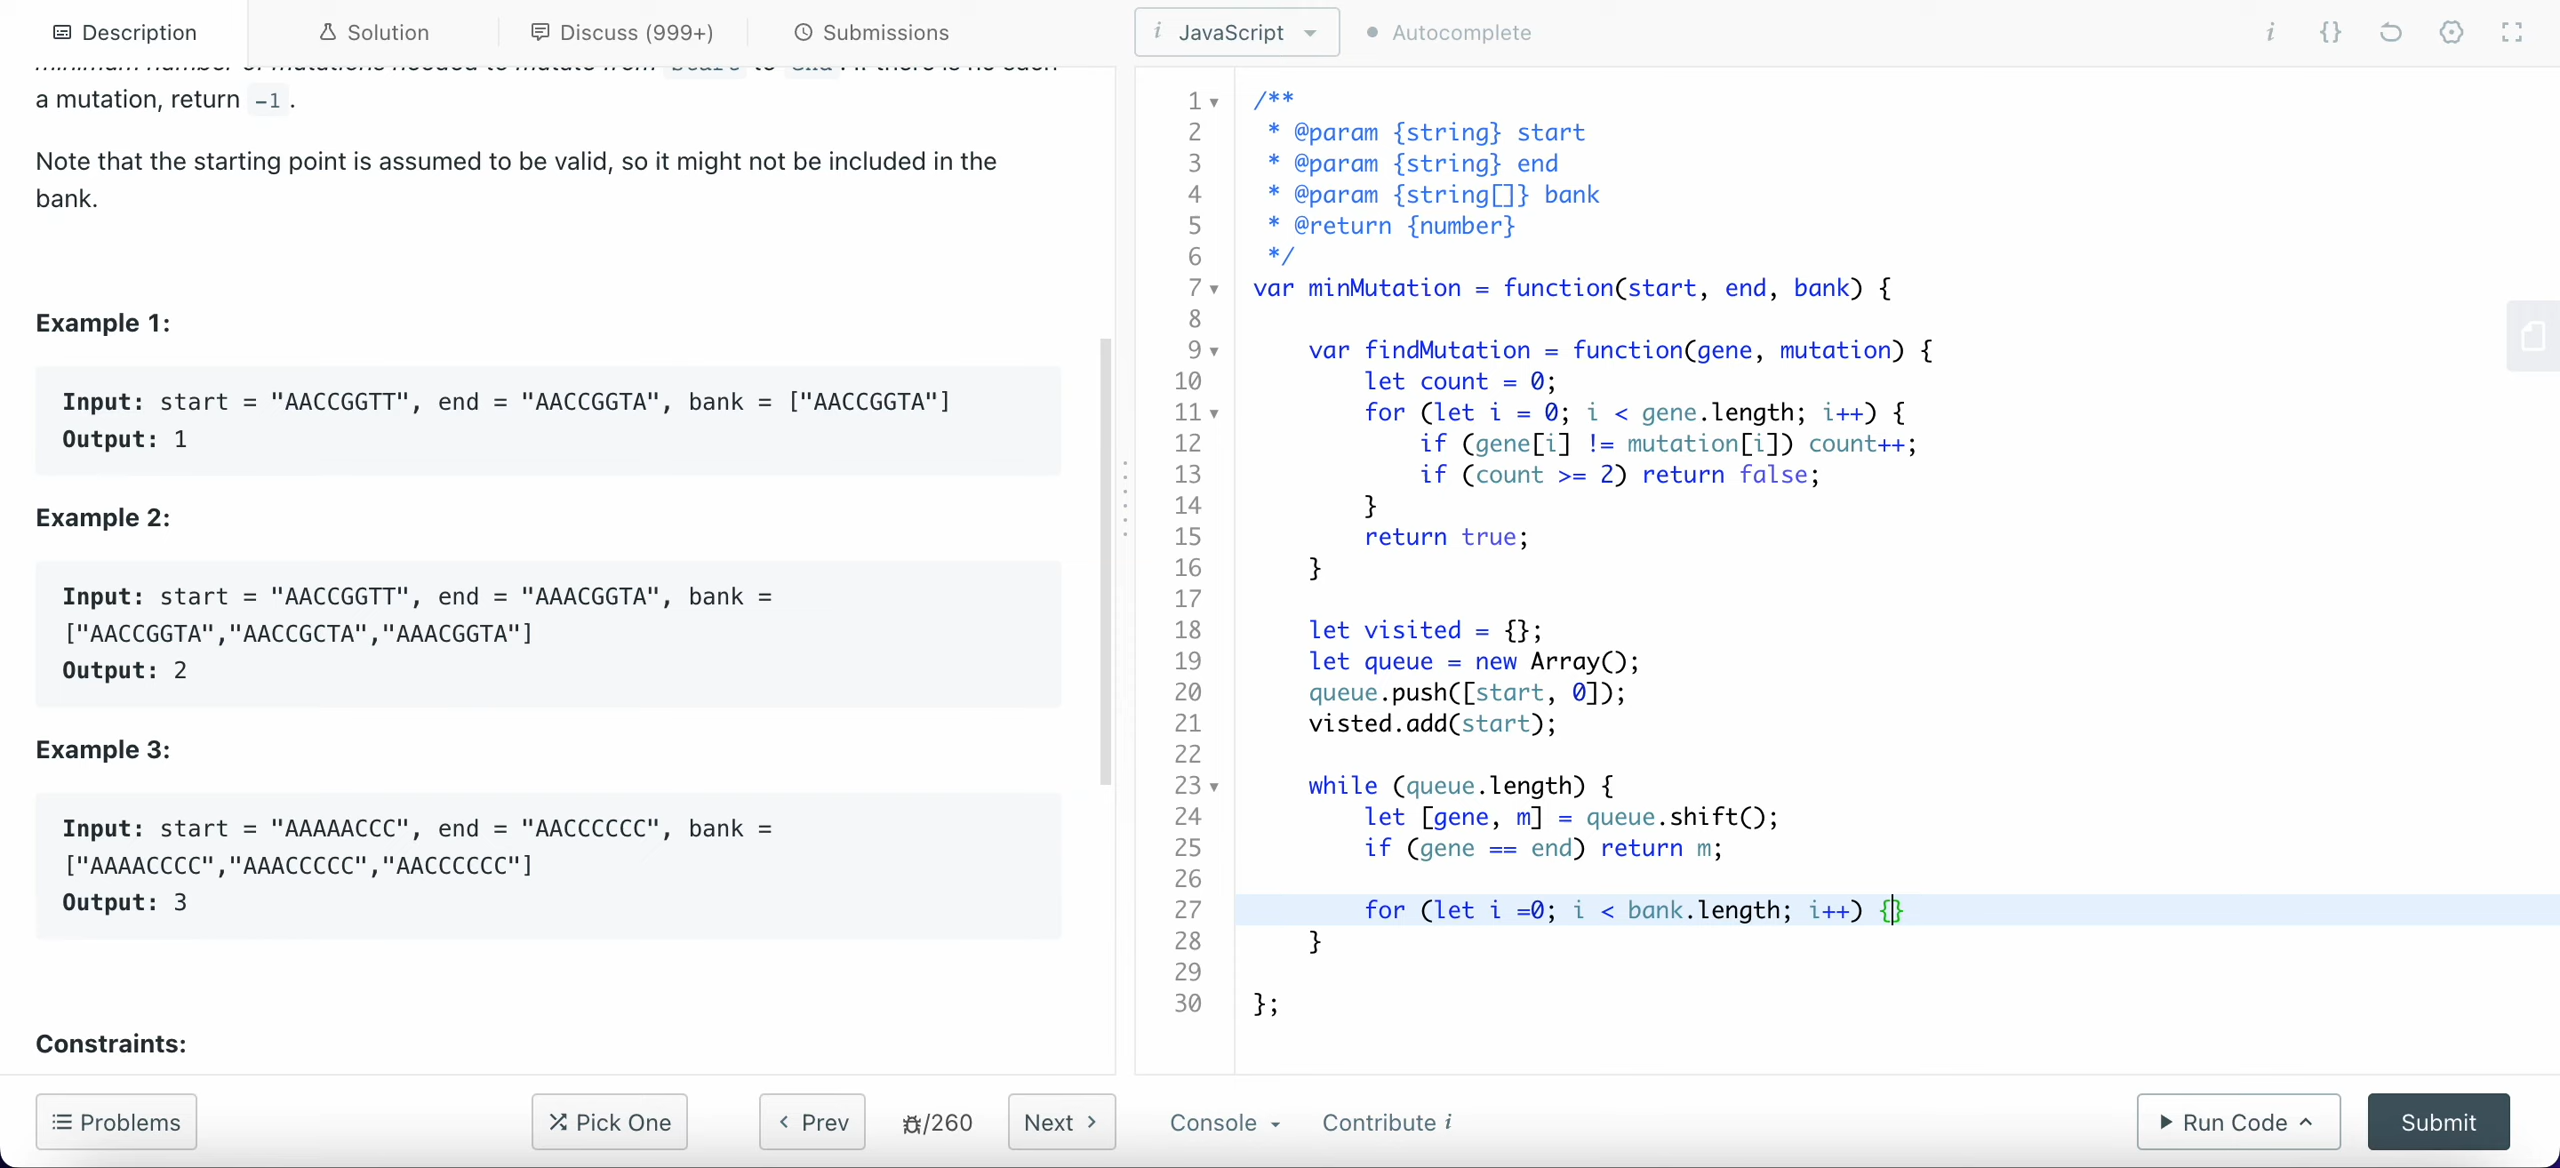 Description
Solution
Discuss (999+)
Submissions
i JavaScript
Autocomplete
i {}
a mutation, return -1 .
Note that the starting point is assumed to be valid, so it might not be included in the
bank.
Example 1:
Input: start = "AACCGGTT", end = "AACCGGTA", bank = ["AACCGGTA"]
Output: 1
Example 2:
Input: start = "AACCGGTT", end = "AAACGGTA", bank =
["AACCGGTA","AACCGCTA","AAACGGTA"]
Output: 2
Example 3:
Input: start = "AAAAACCC", end = "AACCCCCC", bank =
["AAAACCCC","AAACCCCC","AACCCCCC"]
Output: 3
Constraints:
1 /**
2 * @param {string} start
3 * @param {string} end
4 * @param {string[]} bank
5 * @return {number}
6 */
7 var minMutation = function(start, end, bank) {
8
9 var findMutation = function(gene, mutation) {
10 let count = 0;
11 for (let i = 0; i < gene.length; i++) {
12 if (gene[i] != mutation[i]) count++;
13 if (count >= 2) return false;
14 }
15 return true;
16 }
17
18 let visited = {};
19 let queue = new Array();
20 queue.push([start, 0]);
21 visted.add(start);
22
23 while (queue.length) {
24 let [gene, m] = queue.shift();
25 if (gene == end) return m;
26
27 for (let i =0; i < bank.length; i++) {}
28 }
29
30 };
Problems
Pick One
< Prev
/260
Next >
Console
Contribute i
Run Code
Submit